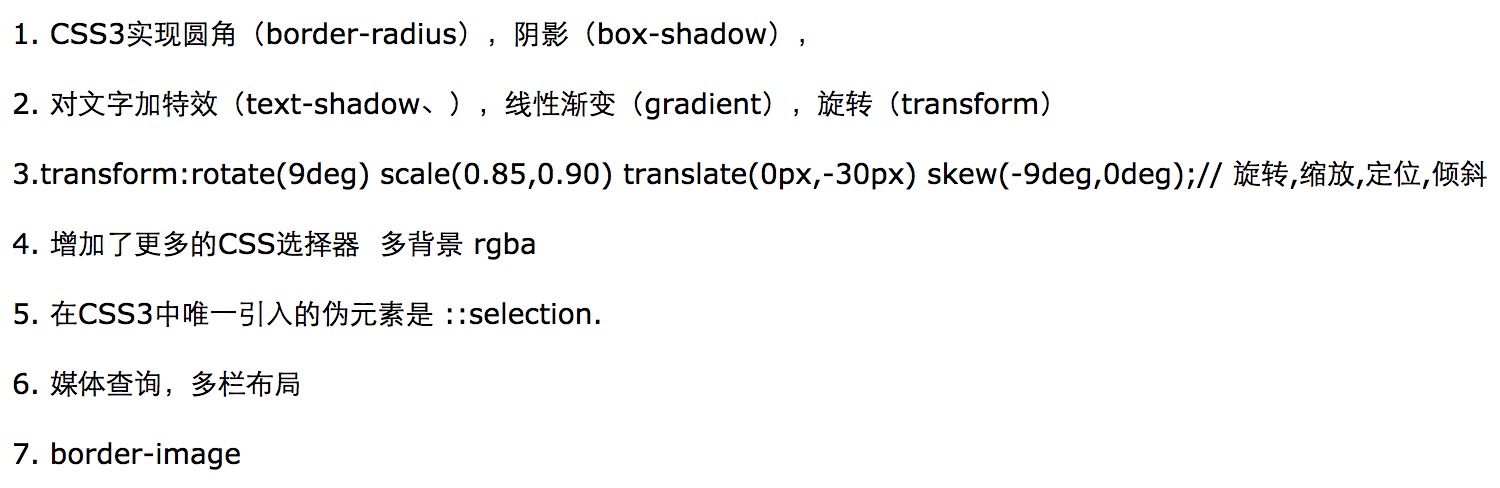 1. CSS3实现圆角（border-radius），阴影（box-shadow），
2. 对文字加特效（text-shadow、），线性渐变（gradient），旋转（transform）
3.transform:rotate(9deg) scale(0.85,0.90) translate(0px,-30px) skew(-9deg,0deg);// 旋转,缩放,定位,倾斜
4. 增加了更多的CSS选择器  多背景 rgba
5. 在CSS3中唯一引入的伪元素是 ::selection.
6. 媒体查询，多栏布局
7. border-image